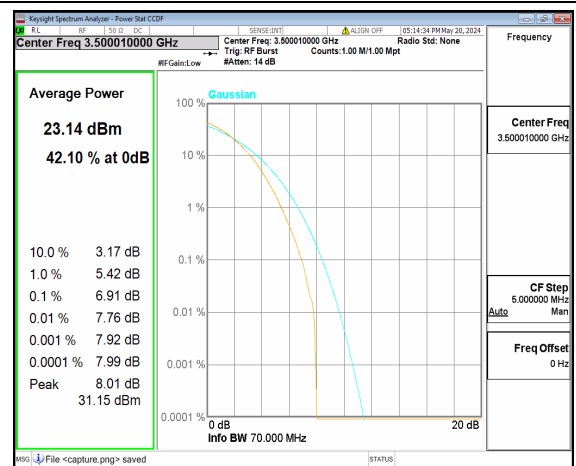 Keysight Spectrum Analyzer - Power Stat CCDF
RL RF 50 Ω DC SENSE:INT ALIGN OFF 05:14:34 PM May 20, 2024
Center Freq 3.500010000 GHz
Center Freq: 3.500010000 GHz Radio Std: None
Trig: RF Burst Counts:1.00 M/1.00 Mpt
#IFGain:Low #Atten: 14 dB
Frequency
Average Power
23.14 dBm
42.10 % at 0dB
10.0 % 3.17 dB
1.0 % 5.42 dB
0.1 % 6.91 dB
0.01 % 7.76 dB
0.001 % 7.92 dB
0.0001 % 7.99 dB
Peak 8.01 dB
31.15 dBm
Gaussian
100 %
10 %
1 %
0.1 %
0.01 %
0.001 %
0.0001 %
0 dB 20 dB
Info BW 70.000 MHz
Center Freq
3.500010000 GHz
CF Step
5.000000 MHz
Auto Man
Freq Offset
0 Hz
MSG File <capture.png> saved STATUS